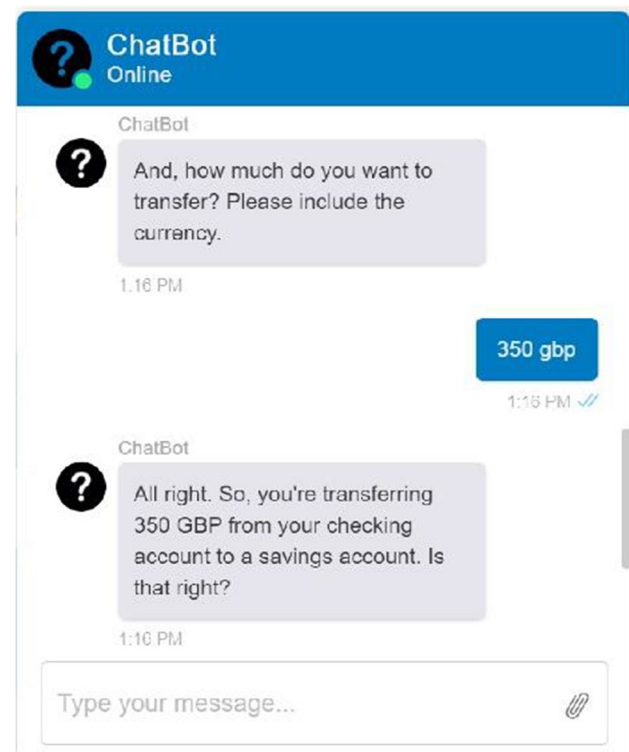 ChatBot
Online
ChatBot
And, how much do you want to
transfer? Please include the
currency.
1:16 PM
350 gbp
1:16 PM
ChatBot
All right. So, you're transferring
350 GBP from your checking
account to a savings account. Is
that right?
1:16 PM
Type your message...